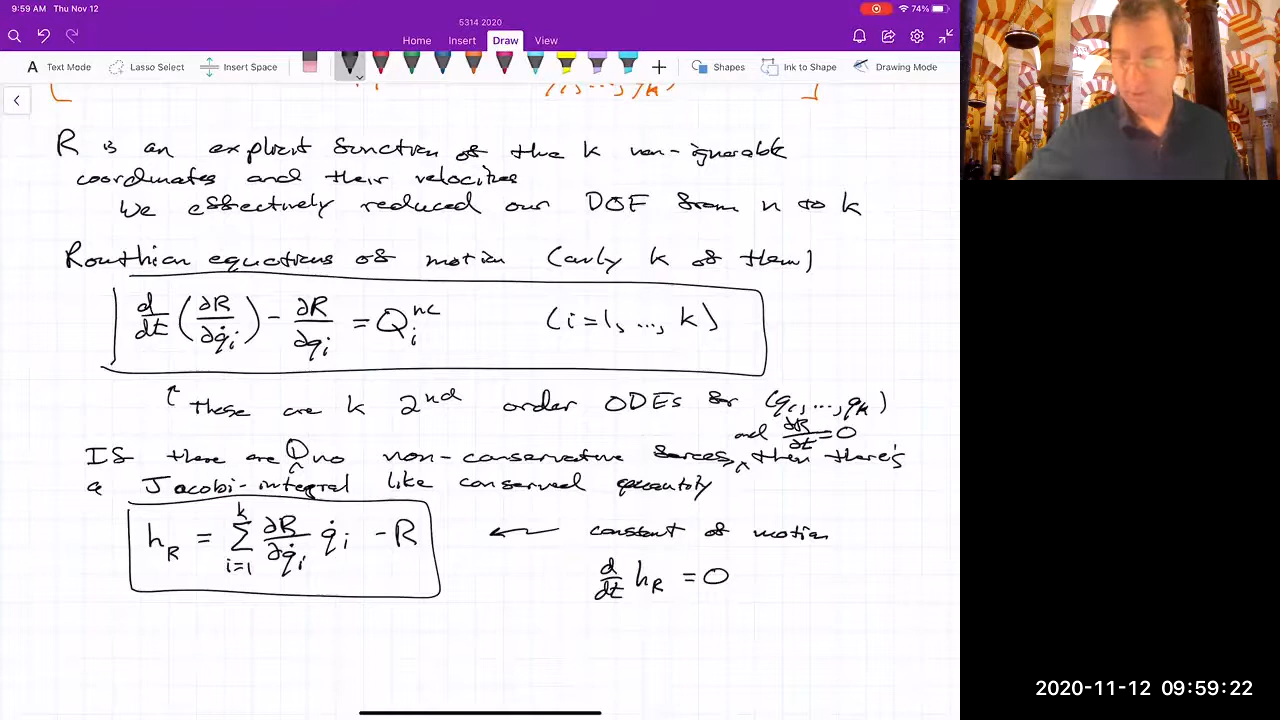 9:59 AM Thu Nov 12
74%
5314 2020
Home Insert Draw View
Text Mode Lasso Select Insert Space Shapes Ink to Shape Drawing Mode
R is an explicit function of the k non-ignorable
coordinates and their velocities
We effectively reduced our DOF from n to k
Routhian equations of motion (only k of them)
d/dt (∂R/∂q̇i) - ∂R/∂qi = Qi^nc (i=1, ..., k)
↑ these are k 2nd order ODEs for (q1, ..., qk)
and ∂R/∂t = 0
If there are no non-conservative forces, then there's
a Jacobi-integral like conserved quantity
hR = Σ i=1 k ∂R/∂q̇i q̇i - R ← constant of motion
d/dt hR = 0
2020-11-12 09:59:22